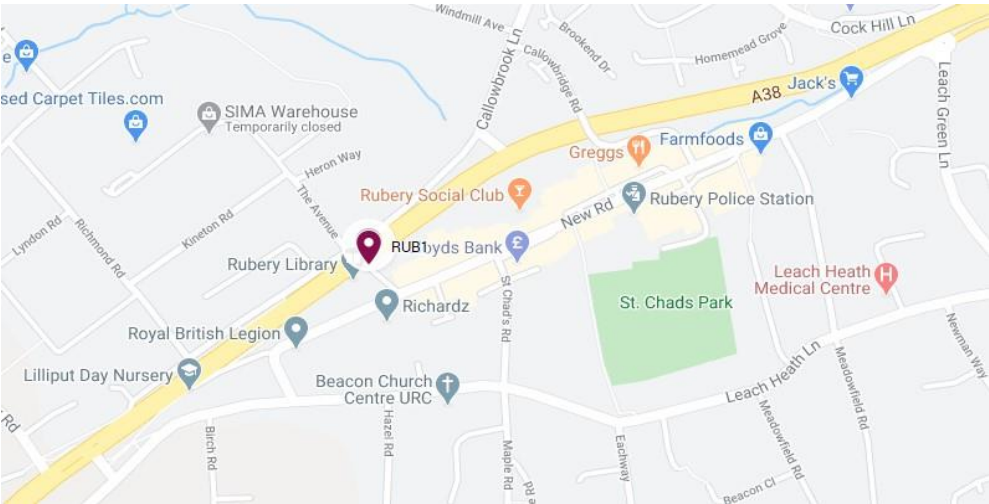 Windmill Ave
Cock Hill Ln
Brookend Dr
Homemead Grove
e
Callowbrook Ln
Callowbridge Rd
Jack's
A38
Leach Green Ln
sed Carpet Tiles.com
SIMA Warehouse
Temporarily closed
Farmfoods
Greggs
Heron Way
The Avenue
Rubery Social Club
Rubery Police Station
New Rd
Kineton Rd
Lyndon Rd
Richmond Rd
RUB1
oyds Bank
Rubery Library
Leach Heath
Medical Centre
St Chad's Rd
St. Chads Park
Richardz
Royal British Legion
Newman Way
Lilliput Day Nursery
Beacon Church
Centre URC
Leach Heath Ln
Meadowfield Rd
Rd
Birch Rd
Hazel Rd
Maple Rd
Eachway
Meadowfield Rd
Beacon Cl
e Rd